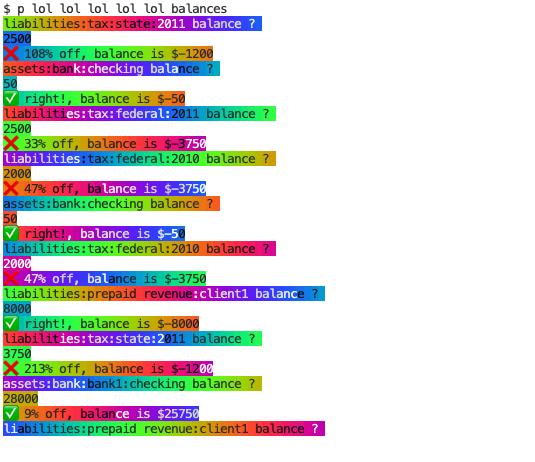 $ p lol lol lol lol lol lol balances
liabilities:tax:state:2011 balance ?
2500
❌ 108% off, balance is $-1200
assets:bank:checking balance ?
50
✅ right!, balance is $-50
liabilities:tax:federal:2011 balance ?
2500
❌ 33% off, balance is $-3750
liabilities:tax:federal:2010 balance ?
2000
❌ 47% off, balance is $-3750
assets:bank:checking balance ?
50
✅ right!, balance is $-50
liabilities:tax:federal:2010 balance ?
2000
❌ 47% off, balance is $-3750
liabilities:prepaid revenue:client1 balance ?
8000
✅ right!, balance is $-8000
liabilities:tax:state:2011 balance ?
3750
❌ 213% off, balance is $-1200
assets:bank:bank1:checking balance ?
28000
✅ 9% off, balance is $25750
liabilities:prepaid revenue:client1 balance ?